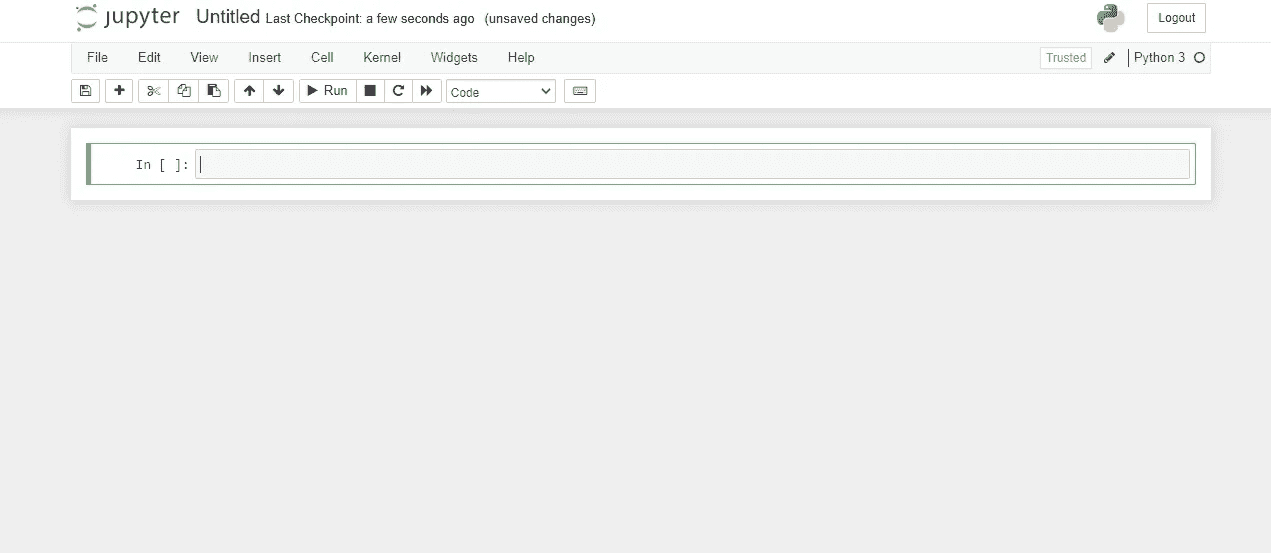 jupyter Untitled Last Checkpoint: a few seconds ago (unsaved changes) Logout
File Edit View Insert Cell Kernel Widgets Help Trusted Python 3
Run Code
In [ ]: